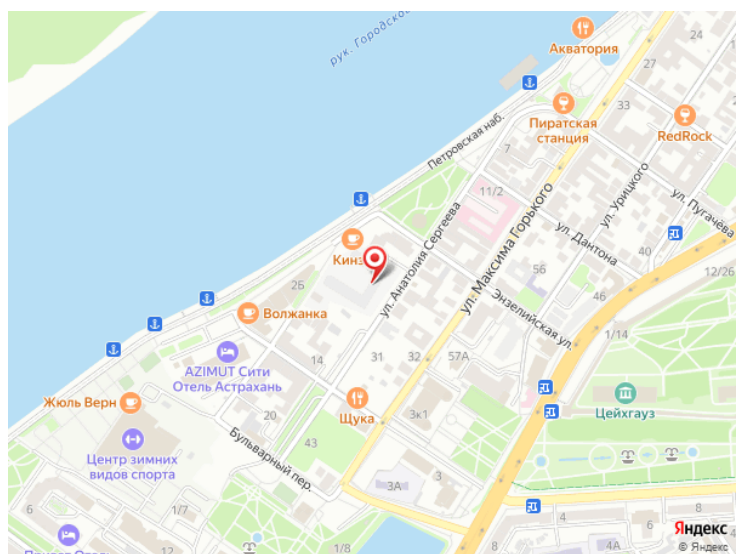 рук. Городской
Акватория
24
27
33
Пиратская
станция
RedRock
Петровская наб.
7
11/2
ул. Урицкого
ул. Пугачёва
ул. Дантона
40
12/26
ул. Анатолия Сергеева
ул. Максима Горького
56
46
Энзелийская ул.
1/14
2Б
Волжанка
AZIMUT Сити
Отель Астрахань
14
31
32
57А
Жюль Верн
20
Щука
3к1
Цейхгауз
43
Бульварный пер.
Центр зимних
видов спорта
3А
3
6
1/7
1/8
8
4
4А
9
Яндекс
© Яндекс